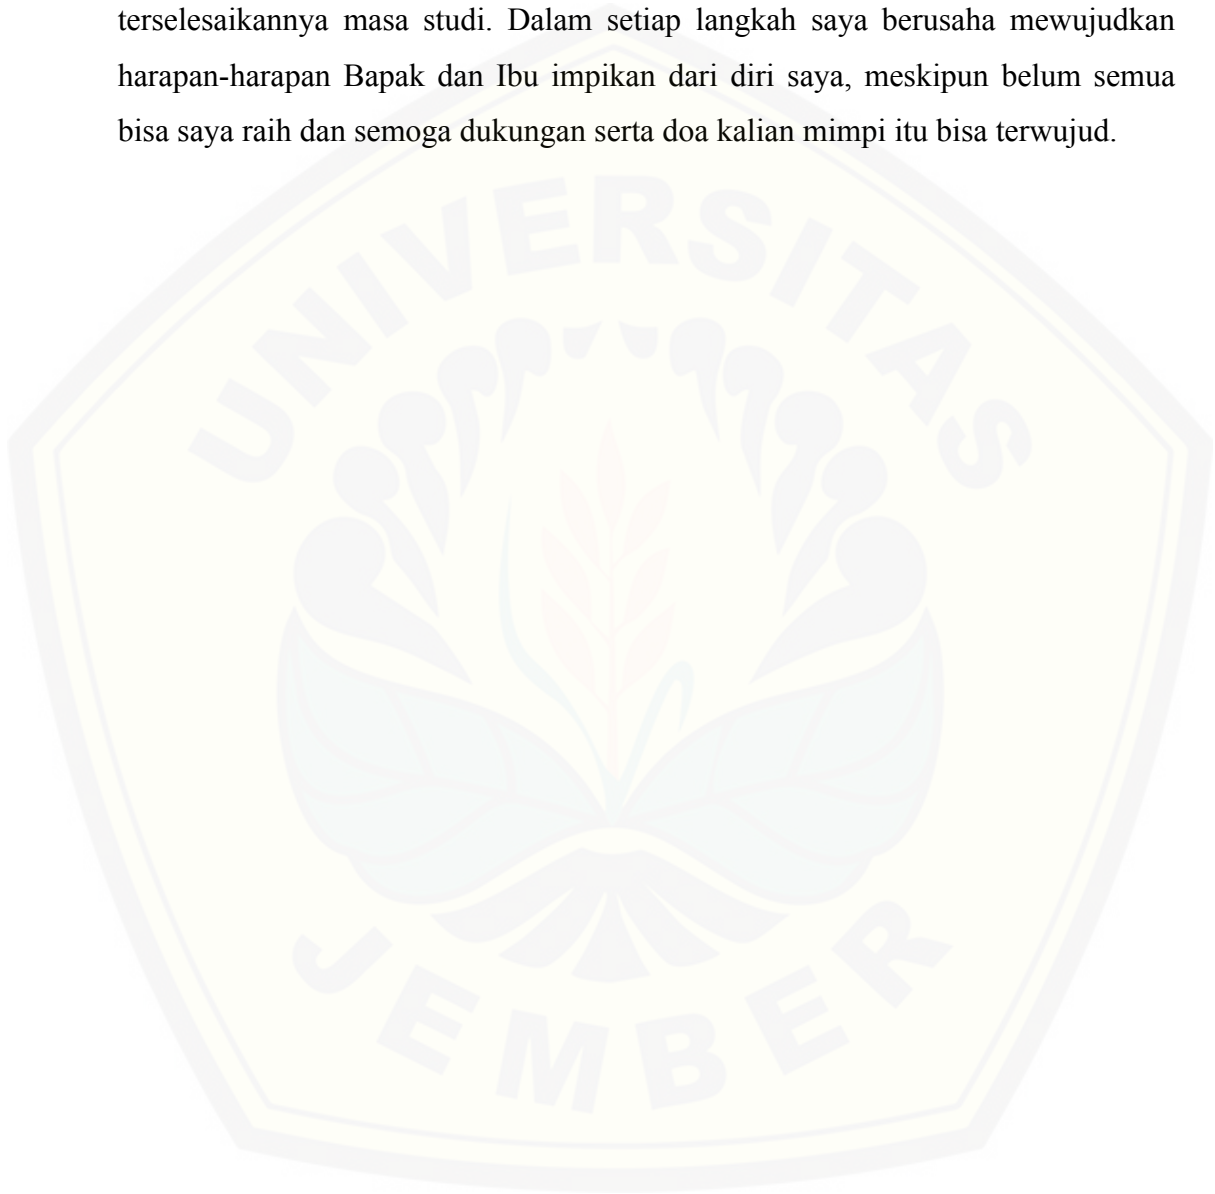 terselesaikannya masa studi. Dalam setiap langkah saya berusaha mewujudkan
harapan-harapan Bapak dan Ibu impikan dari diri saya, meskipun belum semua
bisa saya raih dan semoga dukungan serta doa kalian mimpi itu bisa terwujud.
UNIVERSITAS
JEMBER